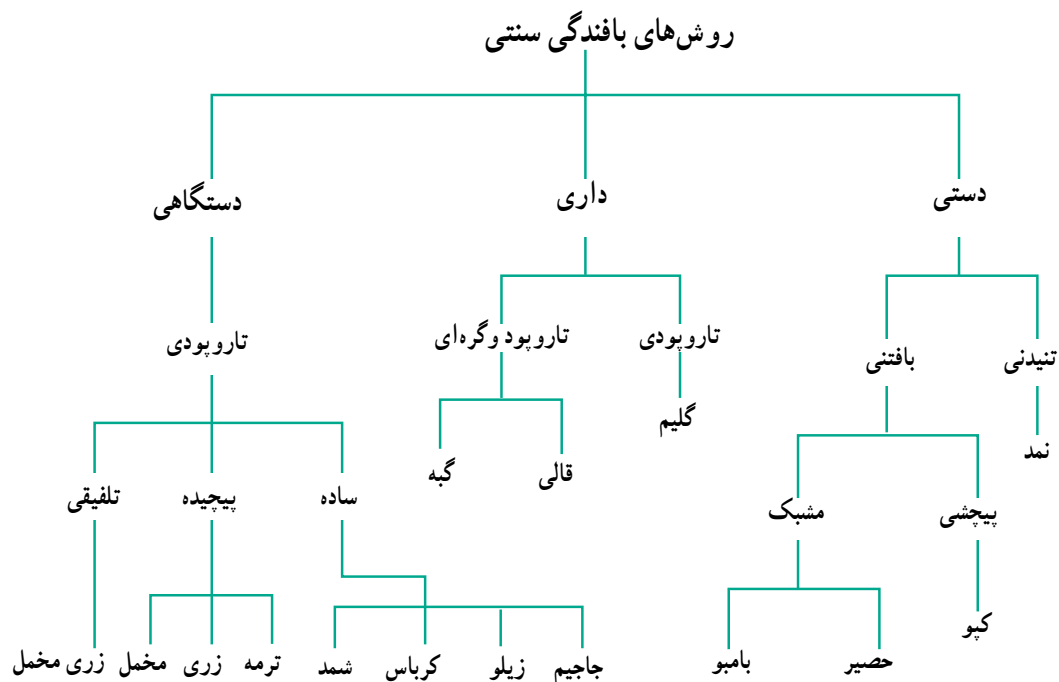 روش‌های بافندگی سنتی
دستی
داری
دستگاهی
تنیدنی
بافتنی
تاروپودی
تاروپود وگره‌ای
تاروپودی
نمد
گلیم
قالی
گبه
پیچشی
مشبک
ساده
پیچیده
تلفیقی
کپو
حصیر
بامبو
جاجیم
زیلو
کرباس
شمد
ترمه
زری
مخمل
زری مخمل